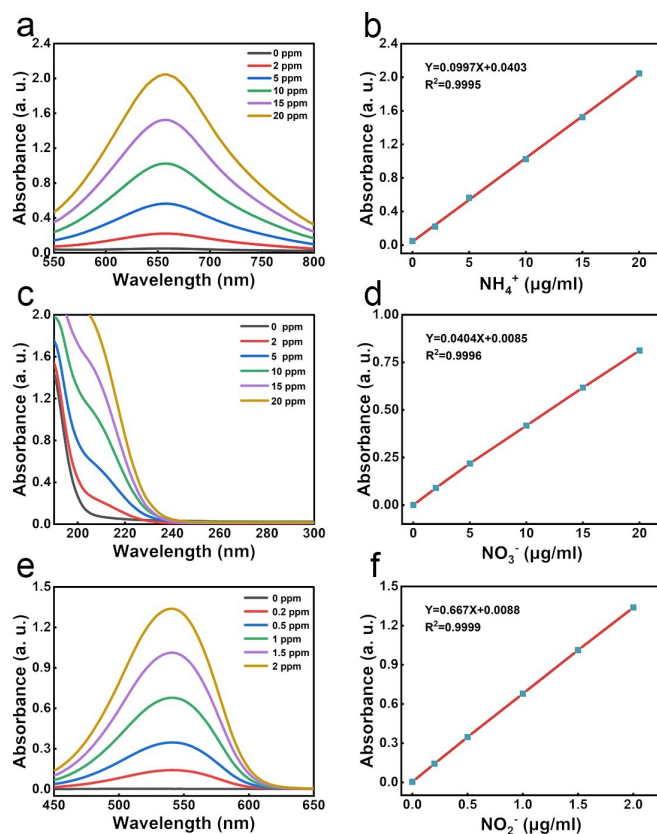 a
Absorbance (a. u.)
2.4
2.0
1.6
1.2
0.8
0.4
0.0
0 ppm
2 ppm
5 ppm
10 ppm
15 ppm
20 ppm
550 600 650 700 750 800
Wavelength (nm)
b
Absorbance (a. u.)
2.4
2.0
1.6
1.2
0.8
0.4
0.0
Y=0.0997X+0.0403
R²=0.9995
0 5 10 15 20
NH₄⁺ (μg/ml)
c
Absorbance (a. u.)
2.0
1.6
1.2
0.8
0.4
0.0
0 ppm
2 ppm
5 ppm
10 ppm
15 ppm
20 ppm
200 220 240 260 280 300
Wavelength (nm)
d
Absorbance (a. u.)
1.00
0.75
0.50
0.25
0.00
Y=0.0404X+0.0085
R²=0.9996
0 5 10 15 20
NO₃⁻ (μg/ml)
e
Absorbance (a. u.)
1.5
1.2
0.9
0.6
0.3
0.0
0 ppm
0.2 ppm
0.5 ppm
1 ppm
1.5 ppm
2 ppm
450 500 550 600 650
Wavelength (nm)
f
Absorbance (a. u.)
1.5
1.2
0.9
0.6
0.3
0.0
Y=0.667X+0.0088
R²=0.9999
0.0 0.5 1.0 1.5 2.0
NO₂⁻ (μg/ml)